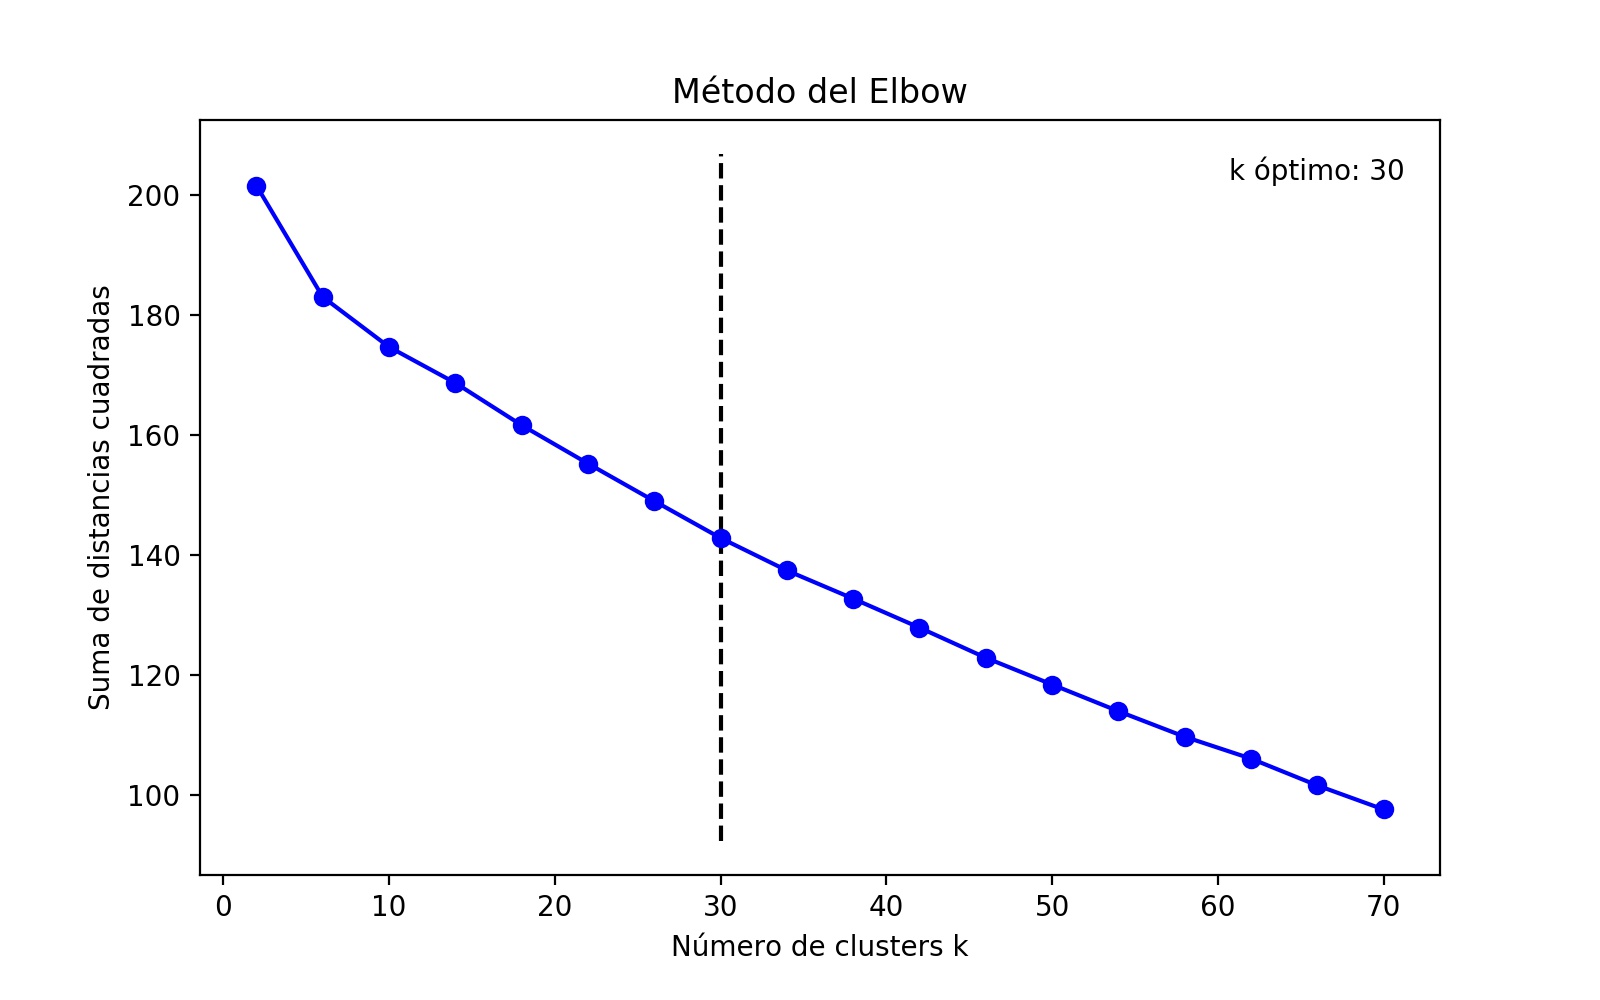 Método del Elbow
k óptimo: 30
200
180
160
140
120
100
Suma de distancias cuadradas
0 10 20 30 40 50 60 70
Número de clusters k